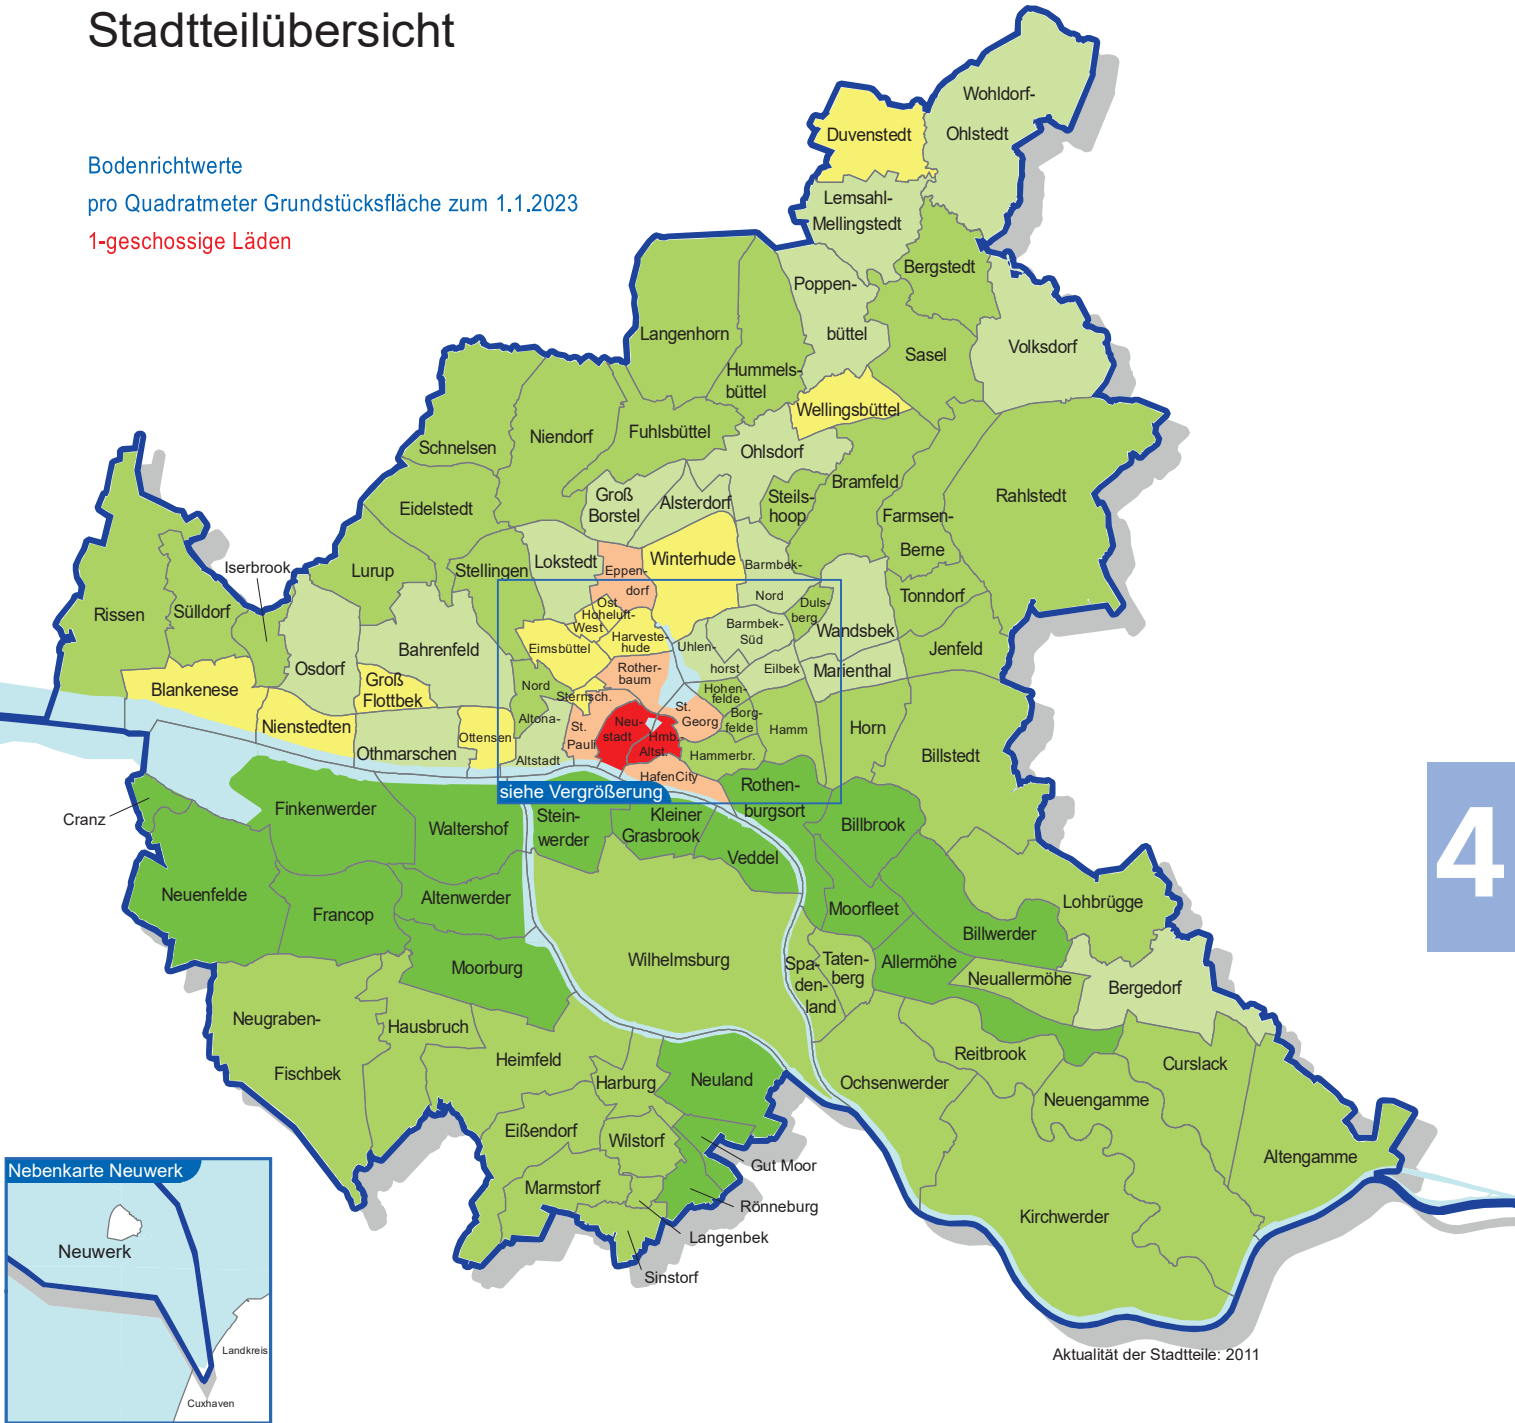 Stadtteilübersicht
Bodenrichtwerte
pro Quadratmeter Grundstücksfläche zum 1.1.2023
1-geschossige Läden
Wohldorf-
Ohlstedt
Duvenstedt
Lemsahl-
Mellingstedt
Bergstedt
Poppen-
büttel
Volksdorf
Sasel
Langenhorn
Hummels-
büttel
Wellingsbüttel
Schnelsen
Niendorf
Fuhlsbüttel
Ohlsdorf
Bramfeld
Rahlstedt
Eidelstedt
Groß
Borstel
Alsterdorf
Steils-
hoop
Farmsen-
Berne
Iserbrook
Lurup
Stellingen
Lokstedt
Eppen-
dorf
Winterhude
Barmbek-
Nord
Tonndorf
Rissen
Sülldorf
Osdorf
Bahrenfeld
Ost
Hoheluft-
West
Eimsbüttel
Harveste-
hude
Barmbek-
Süd
Duls-
berg
Wandsbek
Jenfeld
Uhlen-
horst
Eilbek
Marienthal
Rother-
baum
Blankenese
Groß
Flottbek
Nord
Altona-
Altstadt
Sternsch.
Hohen-
felde
Borg-
felde
Hamm
Horn
Billstedt
Nienstedten
Othmarschen
Ottensen
St.
Pauli
Neu-
stadt
Hmb.-
Altst.
St.
Georg
Hammerbr.
HafenCity
siehe Vergrößerung
Rothen-
burgsort
Cranz
Finkenwerder
Waltershof
Stein-
werder
Kleiner
Grasbrook
Veddel
Billbrook
4
Neuenfelde
Francop
Altenwerder
Moorfleet
Lohbrügge
Billwerder
Moorburg
Wilhelmsburg
Spa-
den-
land
Taten-
berg
Allermöhe
Neuallermöhe
Bergedorf
Neugraben-
Fischbek
Hausbruch
Heimfeld
Harburg
Neuland
Ochsenwerder
Reitbrook
Curslack
Neuengamme
Eißendorf
Wilstorf
Gut Moor
Altengamme
Marmstorf
Rönneburg
Kirchwerder
Langenbek
Sinstorf
Nebenkarte Neuwerk
Neuwerk
Landkreis
Cuxhaven
Aktualität der Stadtteile: 2011